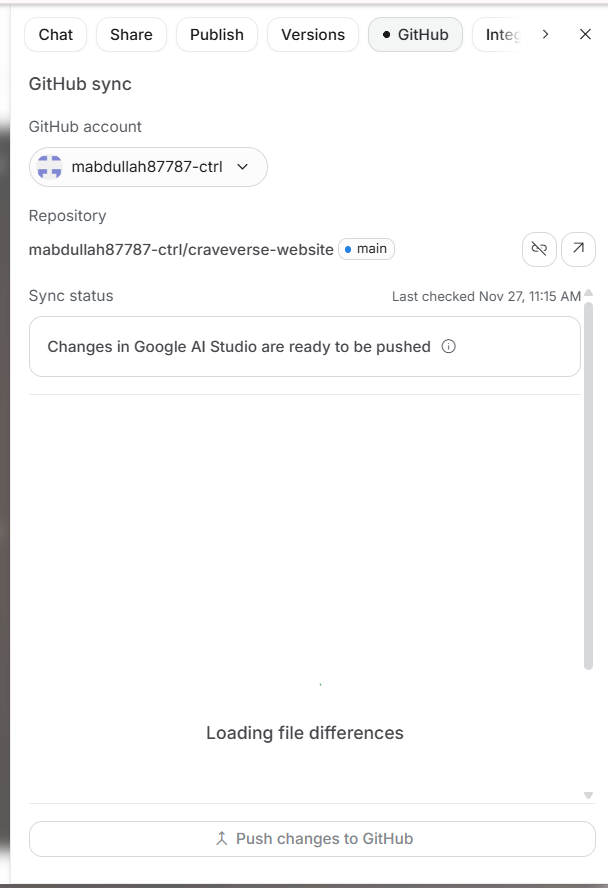 Chat Share Publish Versions GitHub Integ
GitHub sync
GitHub account
mabdullah87787-ctrl
Repository
mabdullah87787-ctrl/craveverse-website main
Sync status Last checked Nov 27, 11:15 AM
Changes in Google AI Studio are ready to be pushed
Loading file differences
Push changes to GitHub